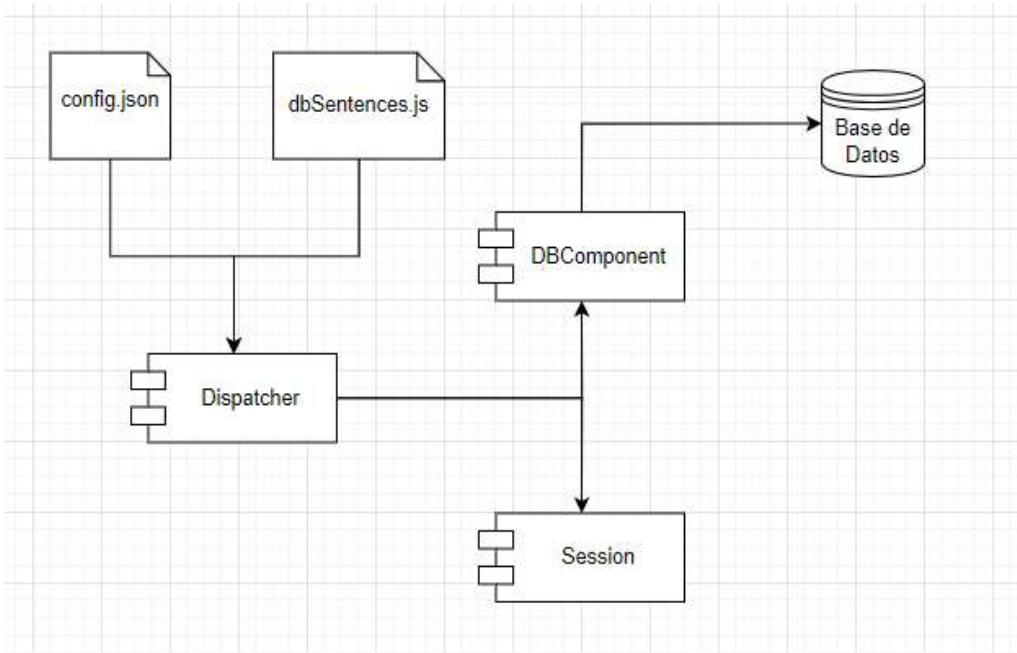 config.json
dbSentences.js
Base de
Datos
DBComponent
Dispatcher
Session